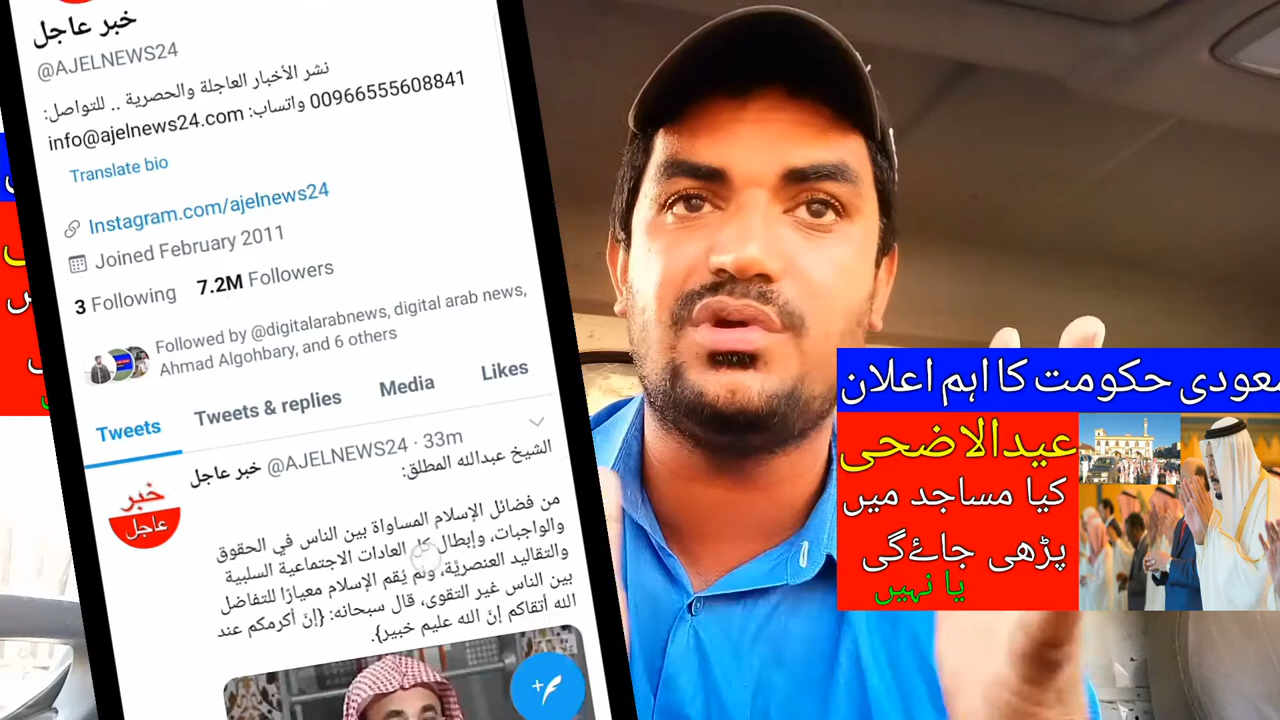 خبر عاجل
@AJELNEWS24
نشر الأخبار العاجلة والحصرية .. للتواصل:
info@ajelnews24.com واتساب: 00966555608841
Translate bio
Instagram.com/ajelnews24
Joined February 2011
3 Following 7.2M Followers
Followed by @digitalarabnews, digital arab news,
Ahmad Algohbary, and 6 others
Tweets Tweets & replies Media Likes
خبر عاجل @AJELNEWS24 · 33m
الشيخ عبدالله المطلق:
من فضائل الإسلام المساواة بين الناس في الحقوق
والواجبات، وإبطال كل العادات الاجتماعية السلبية
والتقاليد العنصريَّة، ولم يُقم الإسلام معيارًا للتفاضل
بين الناس غير التقوى، قال سبحانه: {إنّ أكرمكم عند
الله أتقاكم إنّ الله عليم خبير}.
خبر
عاجل
سعودی حکومت کا اہم اعلان
عیدالاضحی
کیا مساجد میں
پڑھی جائےگی
یا نہیں